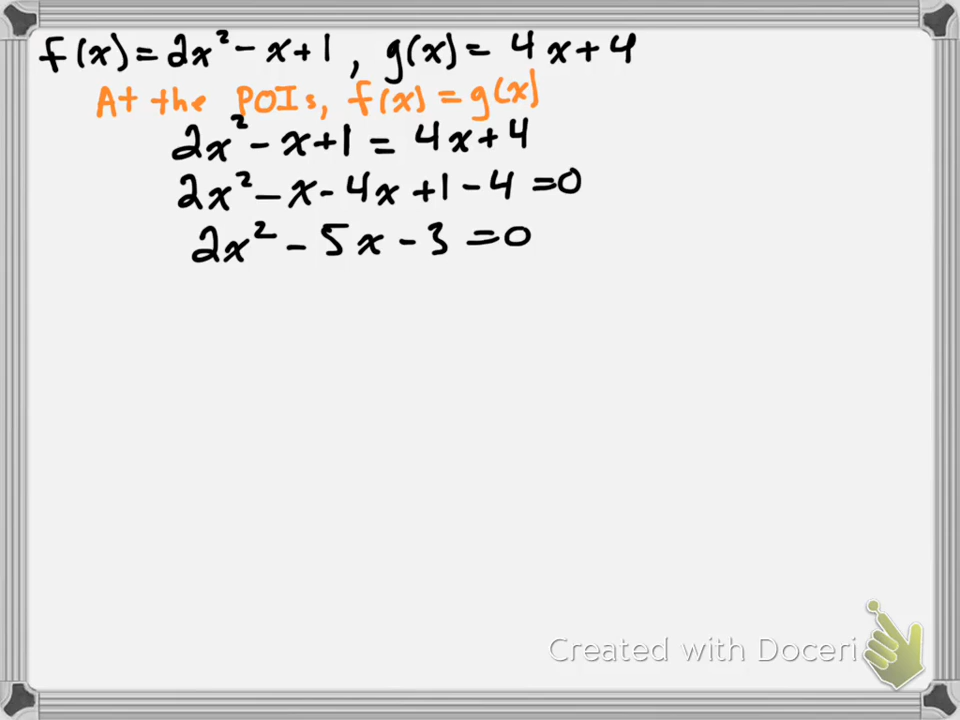 f(x) = 2x² - x + 1 , g(x) = 4x + 4
At the POIs, f(x) = g(x)
2x² - x + 1 = 4x + 4
2x² - x - 4x + 1 - 4 = 0
2x² - 5x - 3 = 0
Created with Doceri